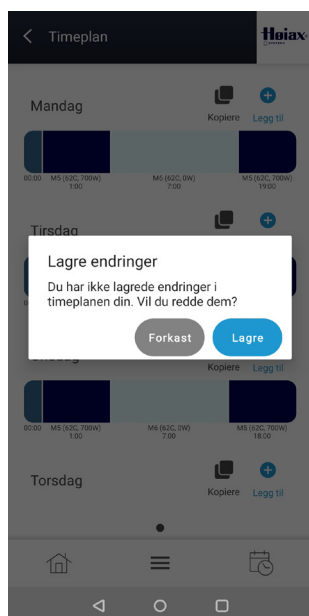 Timeplan
Høiax
Mandag
Kopiere Legg til
00:00 M5 (62C, 700W) M6 (62C, 0W) M5 (62C, 700W)
1:00 7:00 19:00
Tirsdag
Lagre endringer
Du har ikke lagrede endringer i
timeplanen din. Vil du redde dem?
Forkast Lagre
Kopiere Legg til
00:00 M5 (62C, 700W) M6 (62C, 0W) M5 (62C, 700W)
1:00 7:00 18:00
Torsdag
Kopiere Legg til